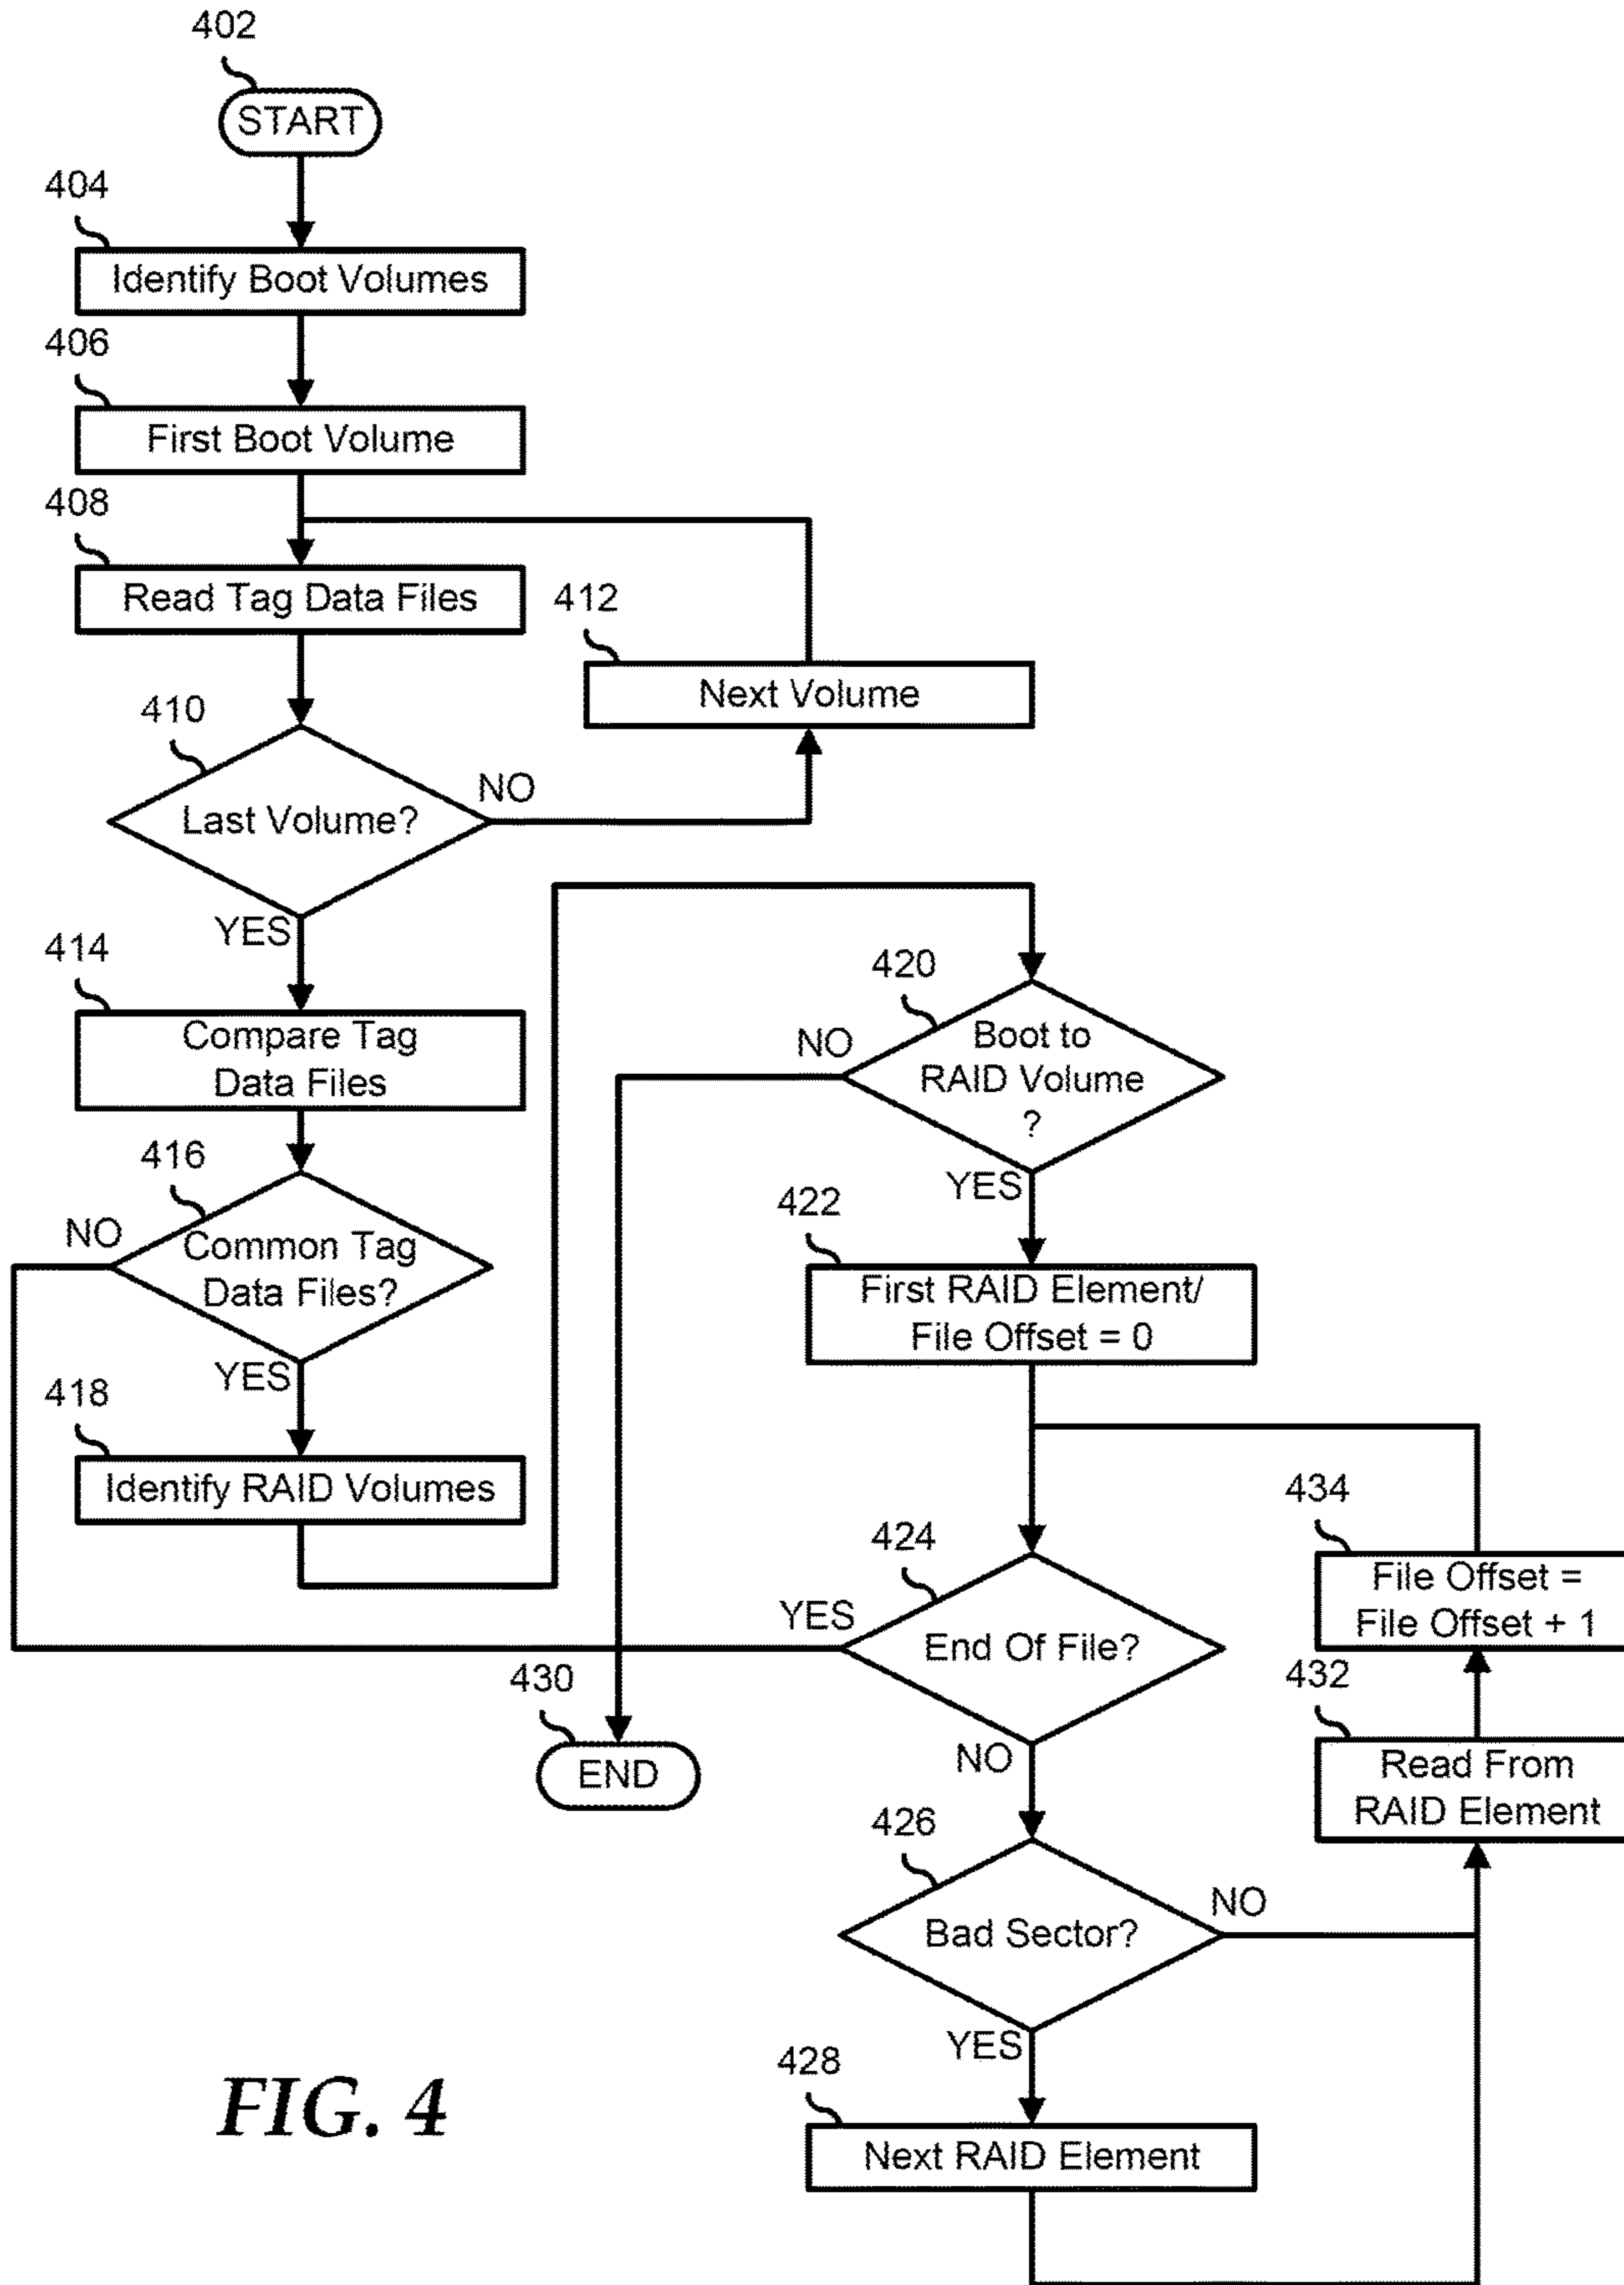 402
START
404
Identify Boot Volumes
406
First Boot Volume
408
Read Tag Data Files
412
Next Volume
410
Last Volume?
NO
YES
414
Compare Tag
Data Files
416
NO
Common Tag
Data Files?
YES
418
Identify RAID Volumes
420
NO
Boot to
RAID Volume
?
YES
422
First RAID Element/
File Offset = 0
424
YES
End Of File?
NO
430
END
434
File Offset =
File Offset + 1
432
Read From
RAID Element
426
Bad Sector?
NO
YES
428
Next RAID Element
FIG. 4